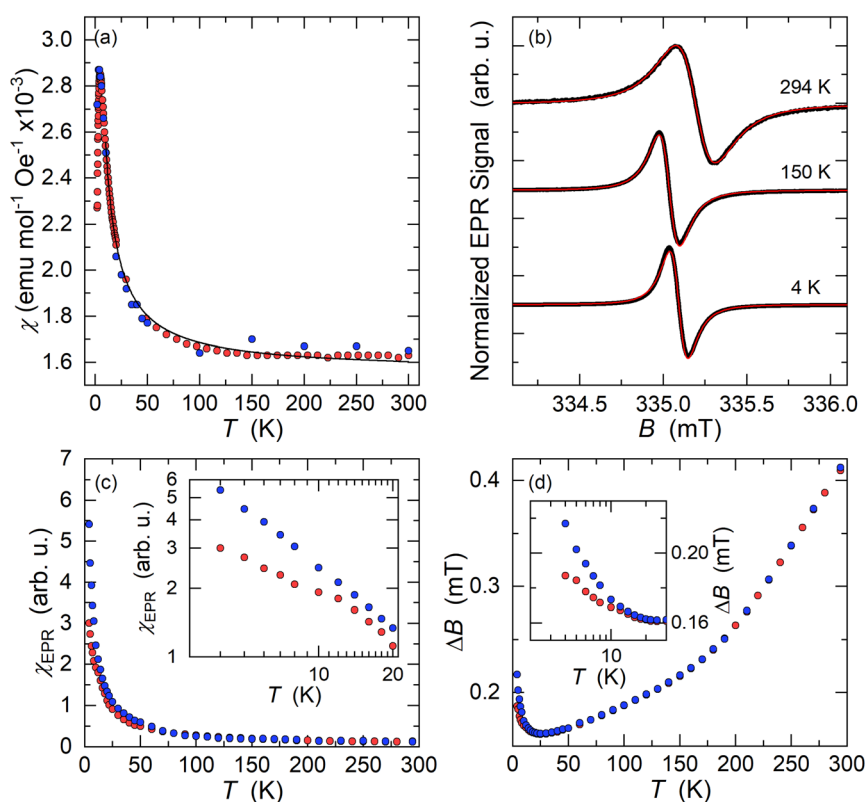 (a)
3.0
2.8
2.6
2.4
2.2
2.0
1.8
1.6
χ (emu mol⁻¹ Oe⁻¹ x10⁻³)
0 50 100 150 200 250 300
T (K)
(b)
Normalized EPR Signal (arb. u.)
294 K
150 K
4 K
334.5 335.0 335.5 336.0
B (mT)
(c)
7
6
5
4
3
2
1
0
χEPR (arb. u.)
0 50 100 150 200 250 300
T (K)
6
5
4
3
2
1
χEPR (arb. u.)
10 20
T (K)
(d)
0.4
0.3
0.2
ΔB (mT)
0 50 100 150 200 250 300
T (K)
0.20
0.16
ΔB (mT)
10
T (K)